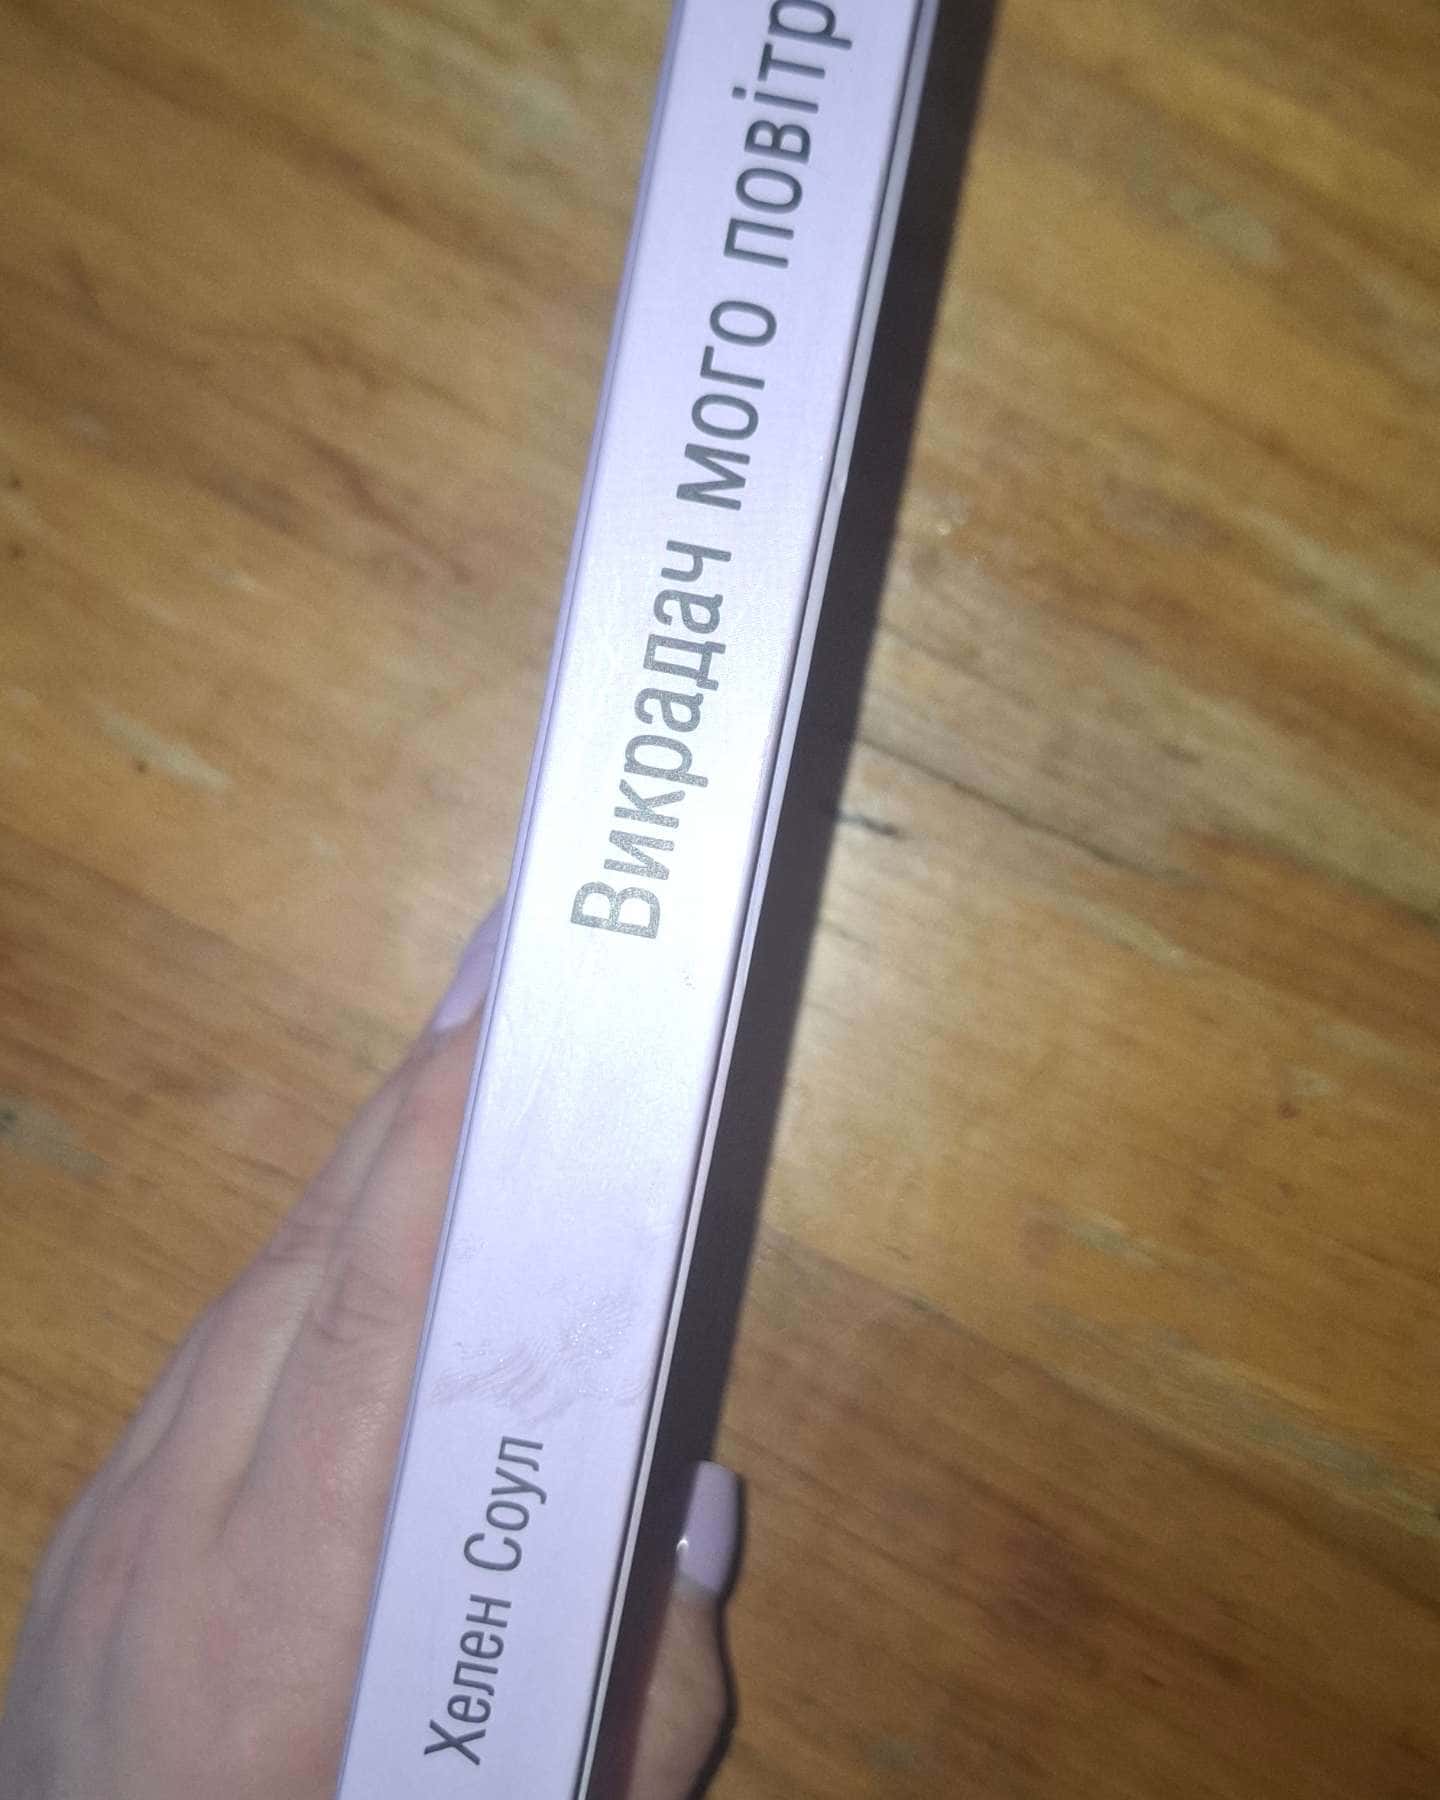 Хелен Соул
Викрадач мого повітр